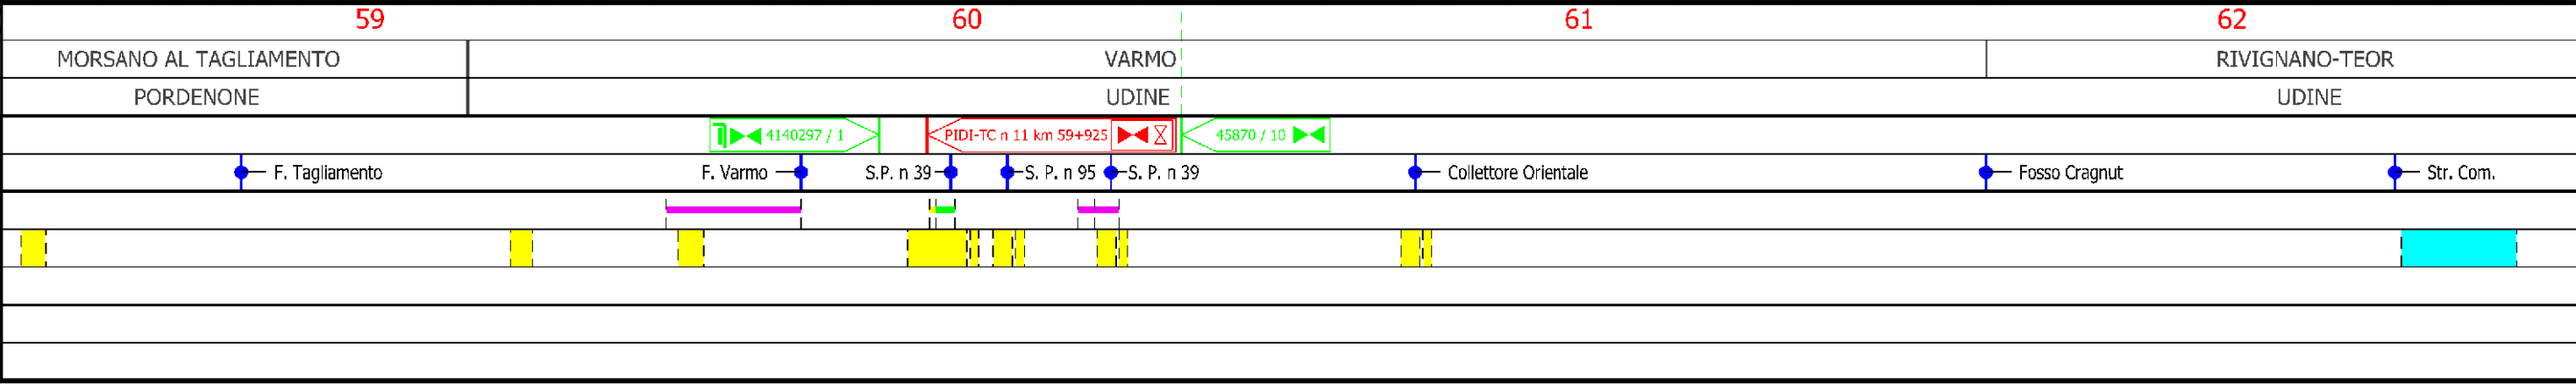 59 60 61 62
MORSANO AL TAGLIAMENTO VARMO RIVIGNANO-TEOR
PORDENONE UDINE UDINE
4140297 / 1 PIDI-TC n 11 km 59+925 45870 / 10
F. Tagliamento F. Varmo S.P. n 39 S. P. n 95 S. P. n 39 Collettore Orientale Fosso Cragnut Str. Com.